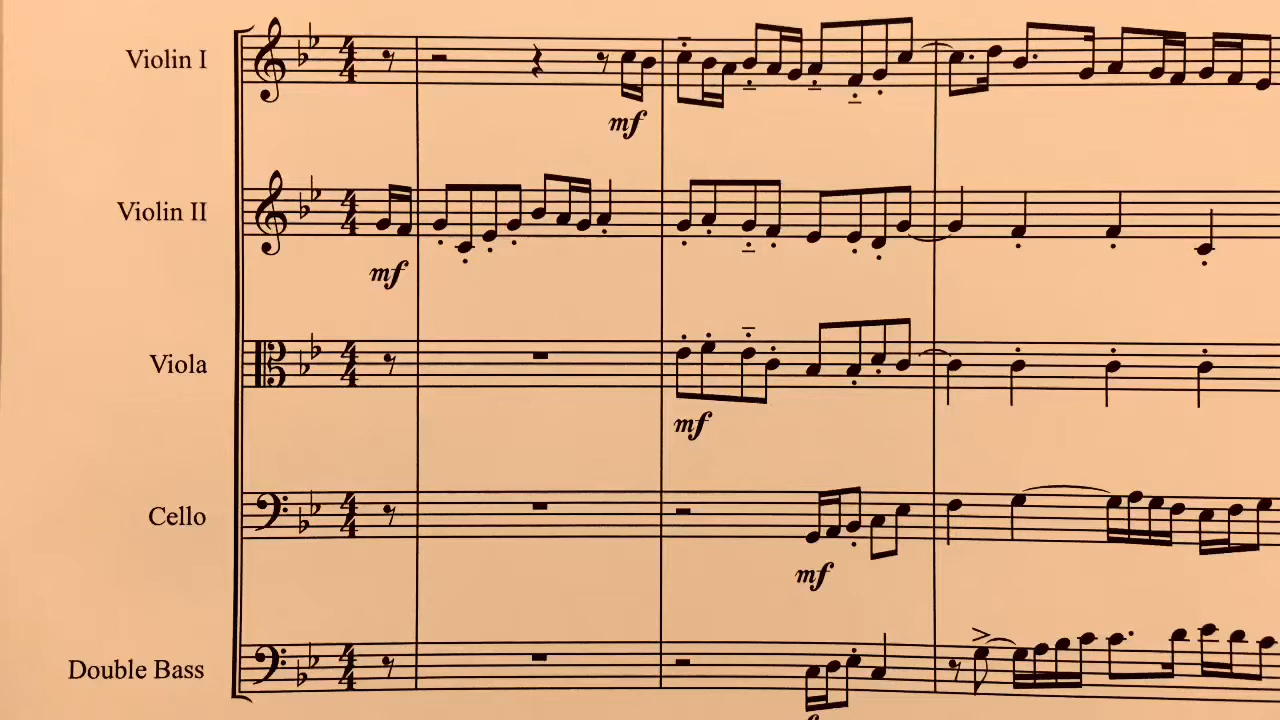 Violin I
mf
Violin II
mf
Viola
mf
Cello
mf
Double Bass